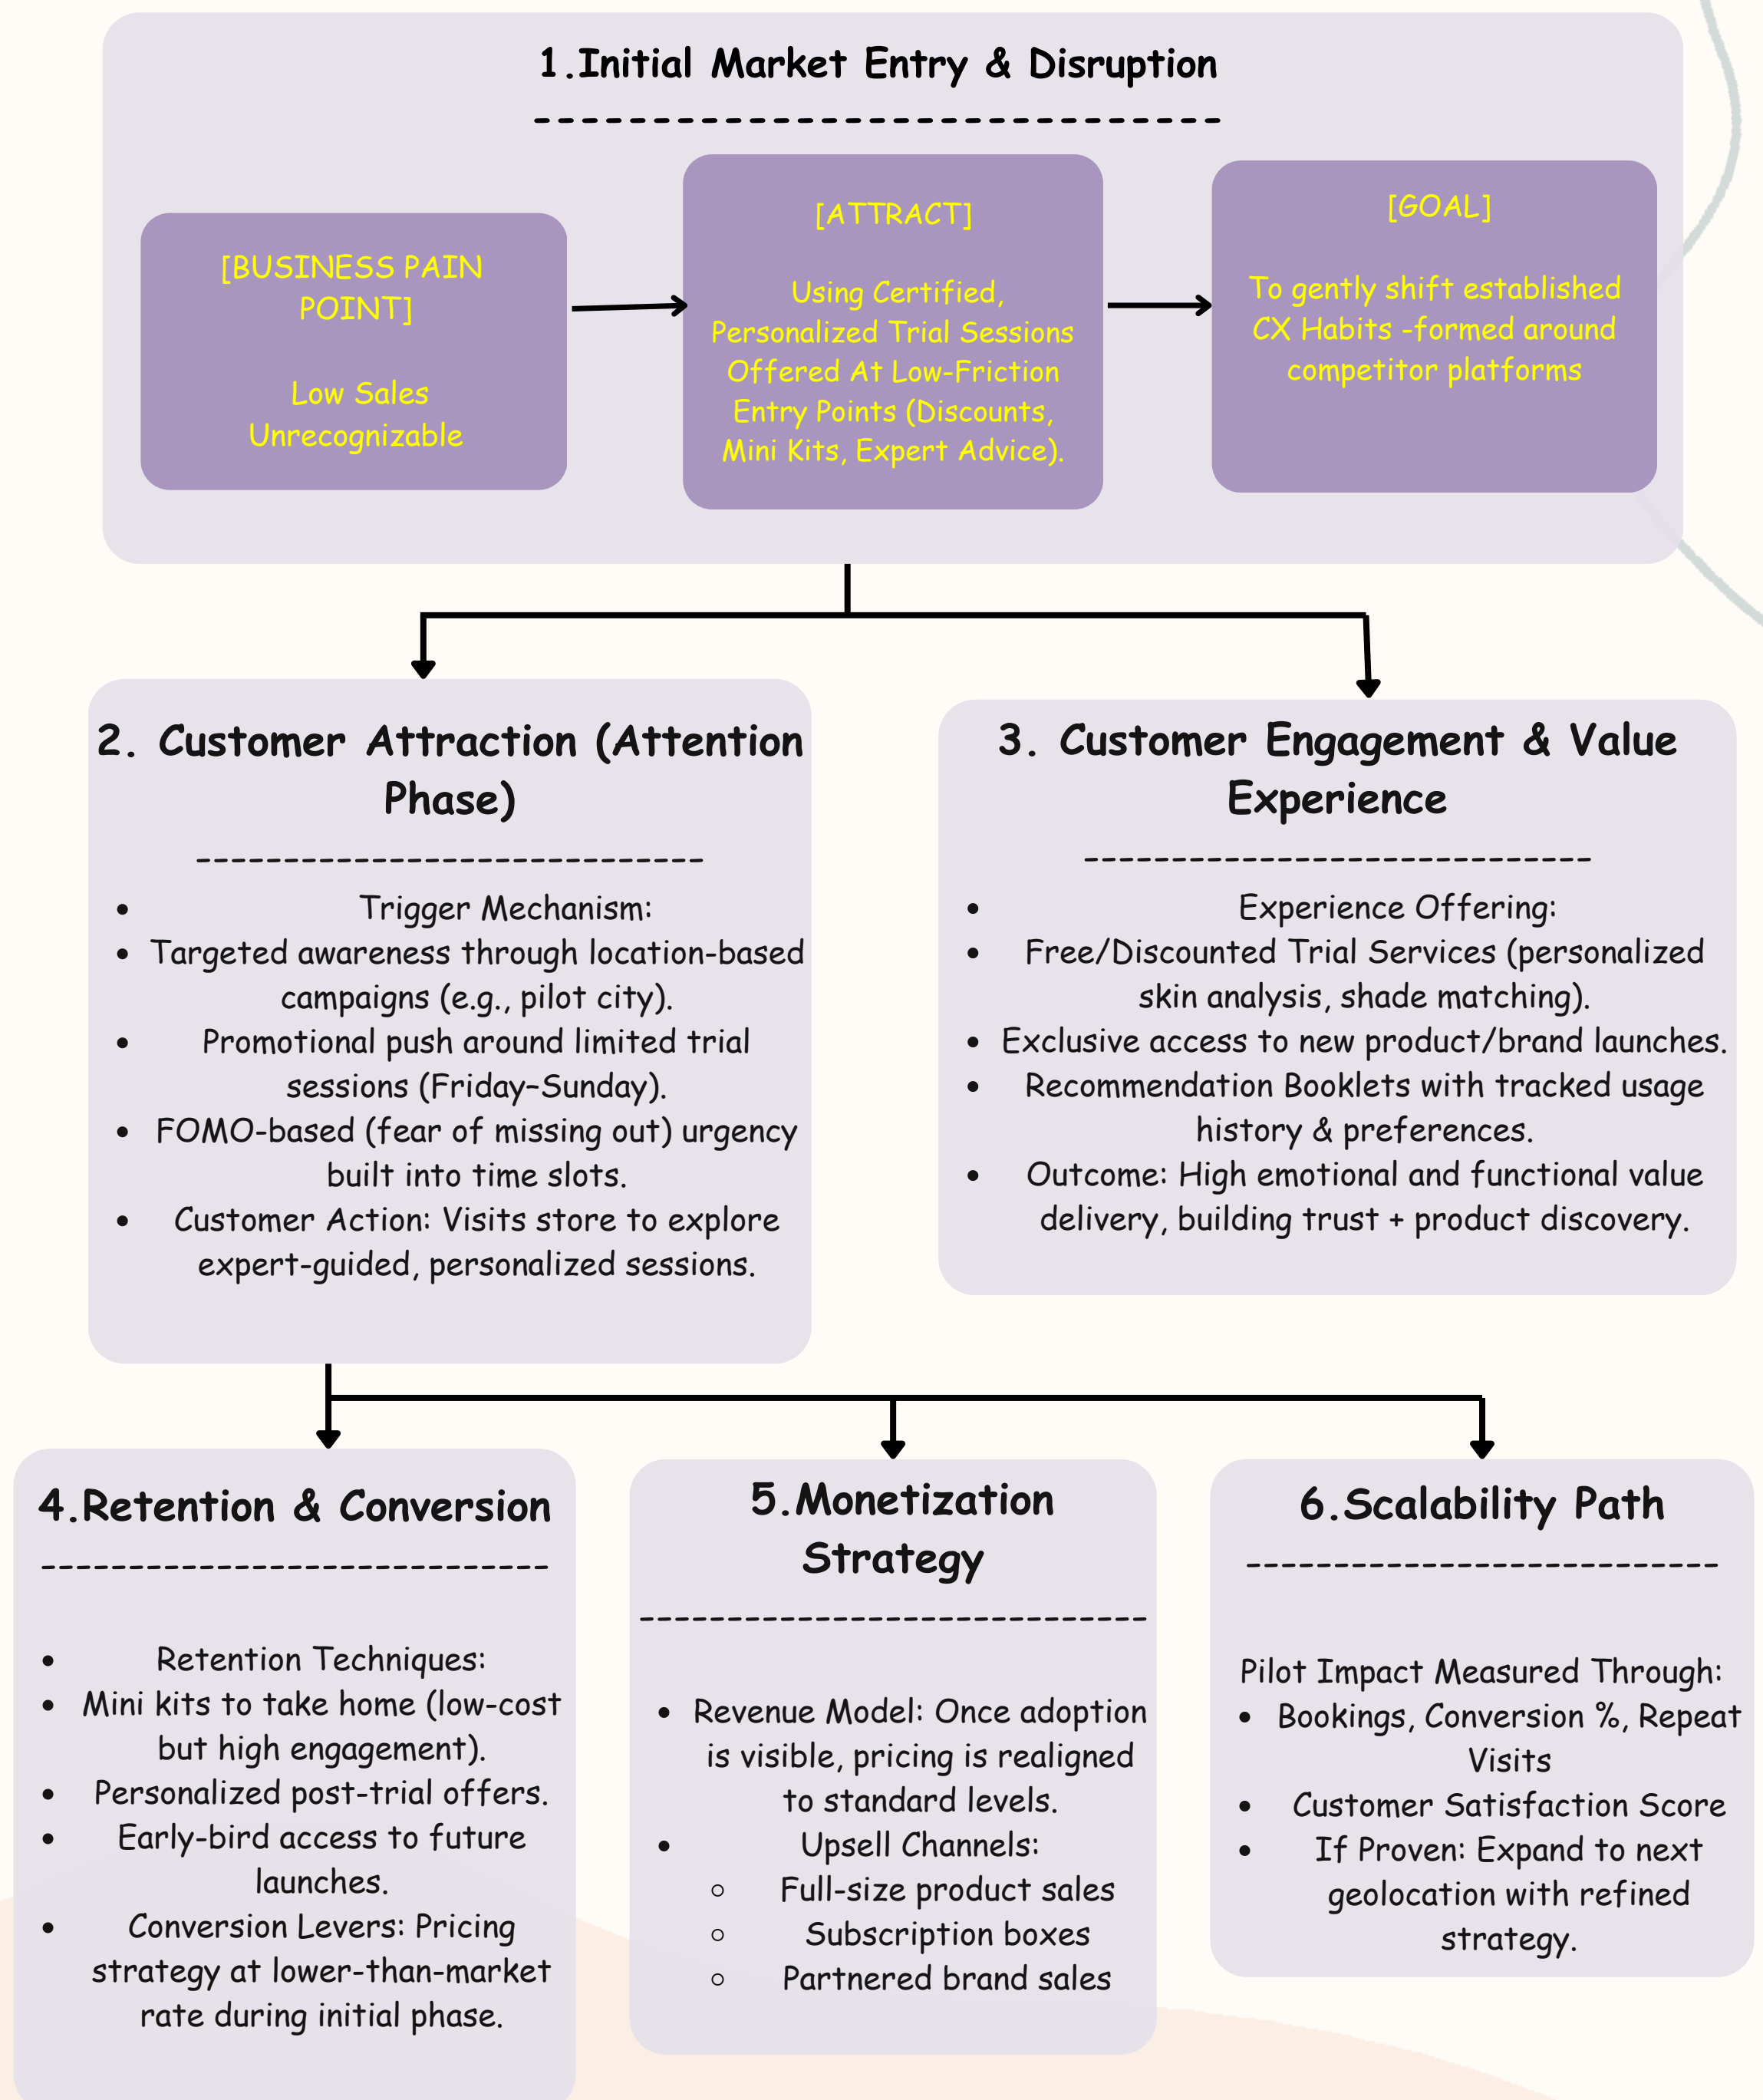 1.Initial Market Entry & Disruption
[BUSINESS PAIN
POINT]
Low Sales
Unrecognizable
[ATTRACT]
Using Certified,
Personalized Trial Sessions
Offered At Low-Friction
Entry Points (Discounts,
Mini Kits, Expert Advice).
[GOAL]
To gently shift established
CX Habits -formed around
competitor platforms
2. Customer Attraction (Attention
Phase)
• Trigger Mechanism:
• Targeted awareness through location-based
campaigns (e.g., pilot city).
• Promotional push around limited trial
sessions (Friday–Sunday).
• FOMO-based (fear of missing out) urgency
built into time slots.
• Customer Action: Visits store to explore
expert-guided, personalized sessions.
3. Customer Engagement & Value
Experience
• Experience Offering:
• Free/Discounted Trial Services (personalized
skin analysis, shade matching).
• Exclusive access to new product/brand launches.
• Recommendation Booklets with tracked usage
history & preferences.
• Outcome: High emotional and functional value
delivery, building trust + product discovery.
4.Retention & Conversion
• Retention Techniques:
• Mini kits to take home (low-cost
but high engagement).
• Personalized post-trial offers.
• Early-bird access to future
launches.
• Conversion Levers: Pricing
strategy at lower-than-market
rate during initial phase.
5.Monetization
Strategy
• Revenue Model: Once adoption
is visible, pricing is realigned
to standard levels.
• Upsell Channels:
○ Full-size product sales
○ Subscription boxes
○ Partnered brand sales
6.Scalability Path
Pilot Impact Measured Through:
• Bookings, Conversion %, Repeat
Visits
• Customer Satisfaction Score
• If Proven: Expand to next
geolocation with refined
strategy.